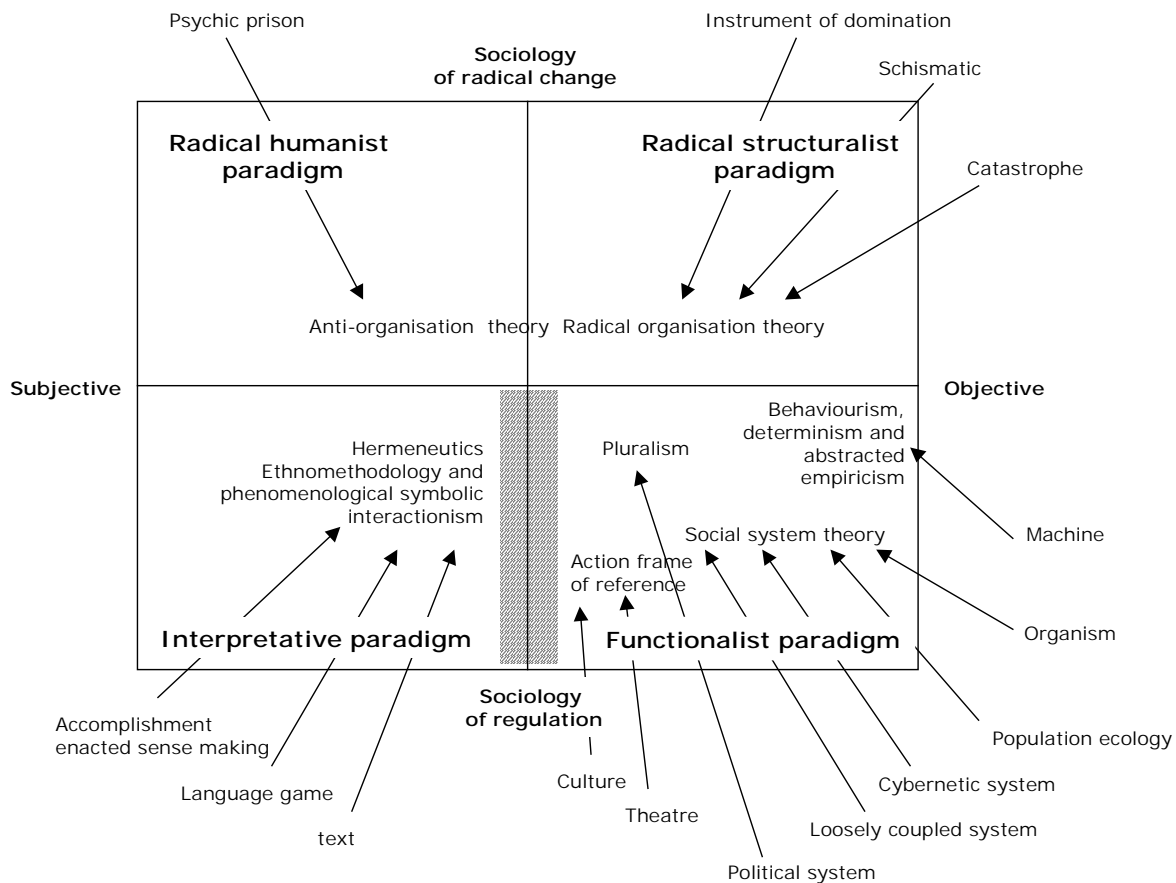 Psychic prison
Instrument of domination
Sociology
of radical change
Schismatic
Radical humanist
paradigm
Radical structuralist
paradigm
Catastrophe
Anti-organisation theory
Radical organisation theory
Subjective
Objective
Hermeneutics
Ethnomethodology and
phenomenological symbolic
interactionism
Pluralism
Behaviourism,
determinism and
abstracted
empiricism
Social system theory
Machine
Action frame
of reference
Interpretative paradigm
Functionalist paradigm
Organism
Sociology
of regulation
Accomplishment
enacted sense making
Population ecology
Culture
Cybernetic system
Language game
Theatre
text
Loosely coupled system
Political system